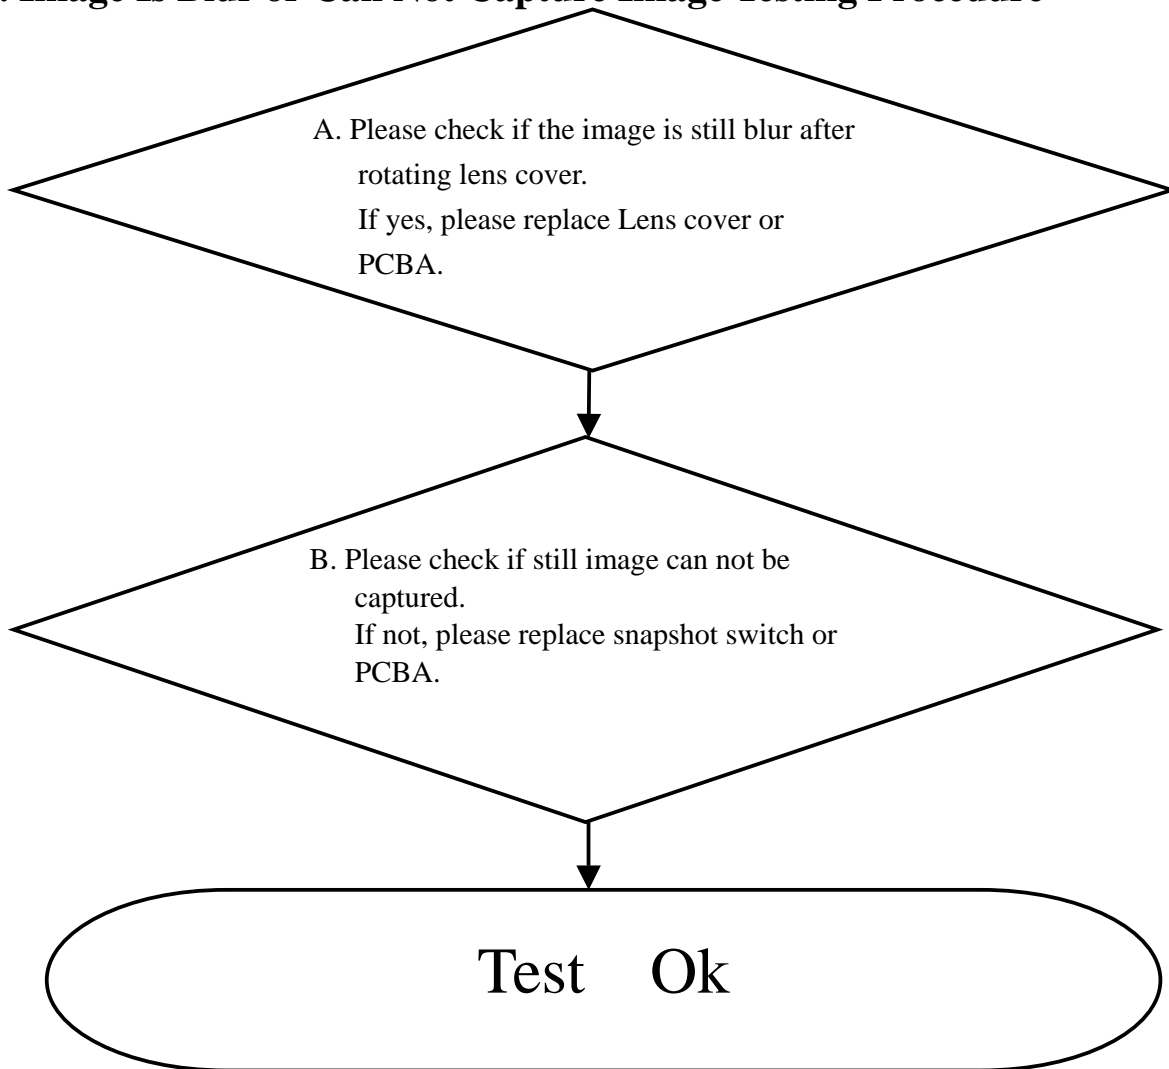 Image Is Blur or Can Not Capture Image Testing Procedure
A. Please check if the image is still blur after
rotating lens cover.
If yes, please replace Lens cover or
PCBA.
B. Please check if still image can not be
captured.
If not, please replace snapshot switch or
PCBA.
Test Ok